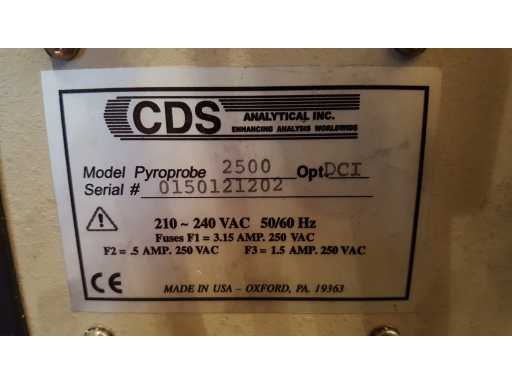 CDS
ANALYTICAL INC.
ENHANCING ANALYSIS WORLDWIDE
Model Pyroprobe 2500 Opt DCI
Serial # 0150121202
210 ~ 240 VAC 50/60 Hz
Fuses F1 = 3.15 AMP. 250 VAC
F2 = .5 AMP. 250 VAC F3 = 1.5 AMP. 250 VAC
CE
MADE IN USA – OXFORD, PA. 19363